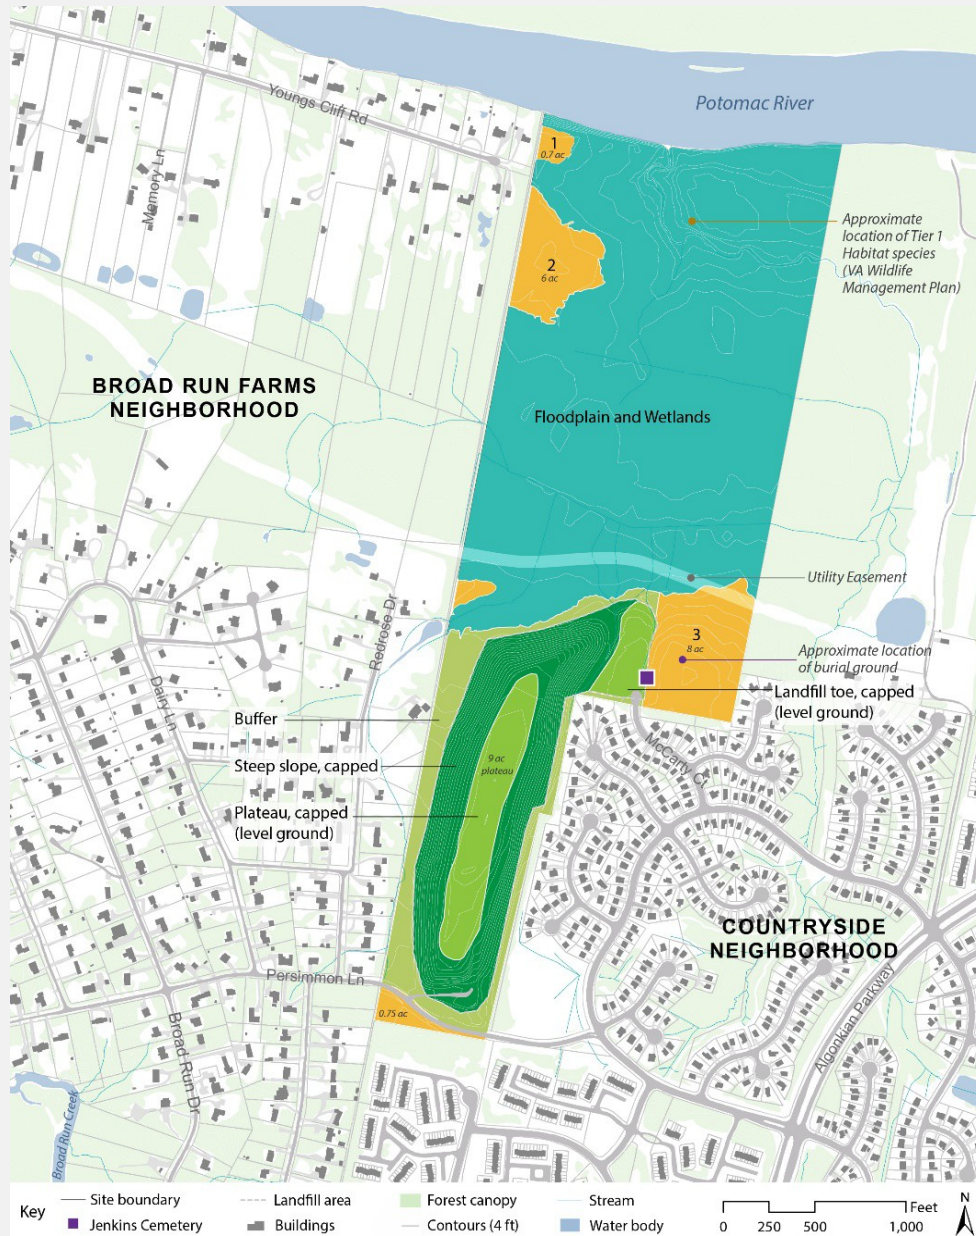 Potomac River
Youngs Cliff Rd
1
0.7 ac
Memory Ln
Approximate
location of Tier 1
Habitat species
(VA Wildlife
Management Plan)
2
6 ac
BROAD RUN FARMS
NEIGHBORHOOD
Floodplain and Wetlands
Utility Easement
Redrose Dr
3
8 ac
Approximate location
of burial ground
Landfill toe, capped
(level ground)
Dairy Ln
Buffer
McCarty Ct
Steep slope, capped
9 ac
plateau
Plateau, capped
(level ground)
COUNTRYSIDE
NEIGHBORHOOD
Persimmon Ln
Algonkian Parkway
0.75 ac
Broad Run Dr
Broad Run Creek
Key
Site boundary
Landfill area
Forest canopy
Stream
Jenkins Cemetery
Buildings
Contours (4 ft)
Water body
Feet
0 250 500 1,000
N